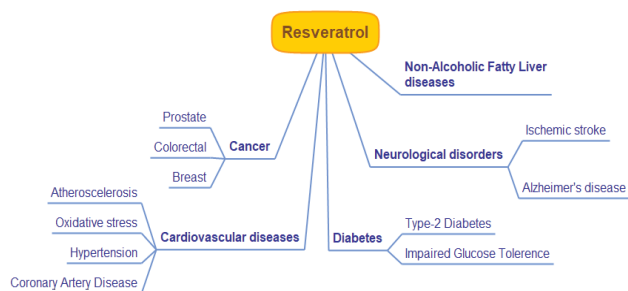 Resveratrol
Non-Alcoholic Fatty Liver
diseases
Prostate
Colorectal
Breast
Cancer
Ischemic stroke
Neurological disorders
Alzheimer's disease
Atheroscelerosis
Oxidative stress
Hypertension
Coronary Artery Disease
Cardiovascular diseases
Diabetes
Type-2 Diabetes
Impaired Glucose Tolerence